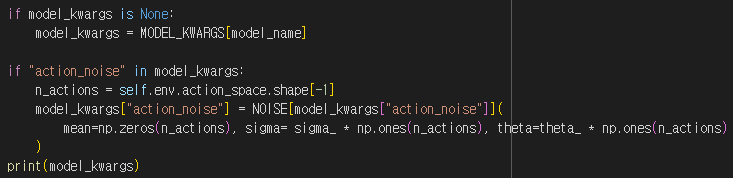 if model_kwargs is None:
    model_kwargs = MODEL_KWARGS[model_name]

if "action_noise" in model_kwargs:
    n_actions = self.env.action_space.shape[-1]
    model_kwargs["action_noise"] = NOISE[model_kwargs["action_noise"]](
        mean=np.zeros(n_actions), sigma= sigma_ * np.ones(n_actions), theta=theta_ * np.ones(n_actions)
    )
print(model_kwargs)